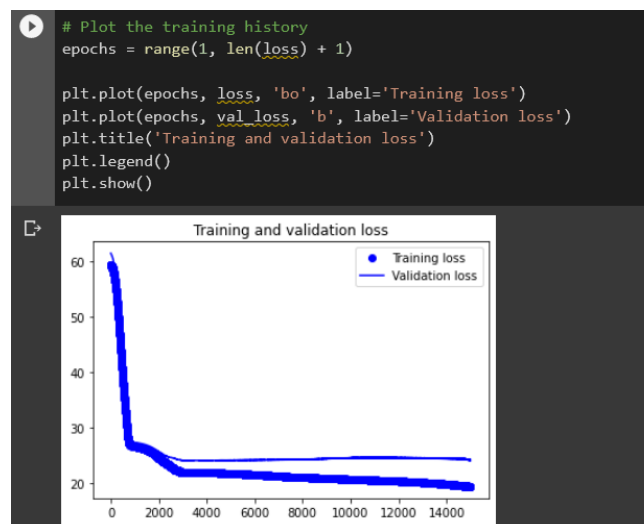 # Plot the training history
epochs = range(1, len(loss) + 1)
plt.plot(epochs, loss, 'bo', label='Training loss')
plt.plot(epochs, val_loss, 'b', label='Validation loss')
plt.title('Training and validation loss')
plt.legend()
plt.show()
Training and validation loss
Training loss
Validation loss
60
50
40
30
20
0 2000 4000 6000 8000 10000 12000 14000